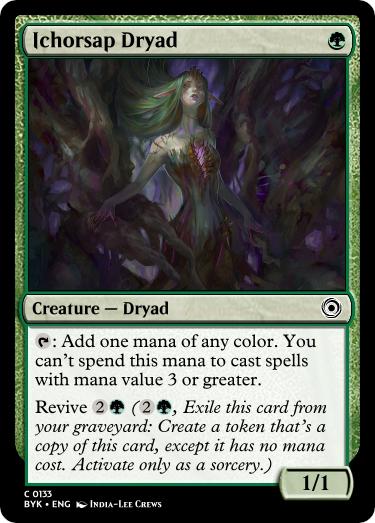 Ichorsap Dryad
Creature — Dryad
: Add one mana of any color. You
can't spend this mana to cast spells
with mana value 3 or greater.
Revive 2 (2, Exile this card from
your graveyard: Create a token that's a
copy of this card, except it has no mana
cost. Activate only as a sorcery.)
1/1
C 0133
BYK • ENG India-Lee Crews